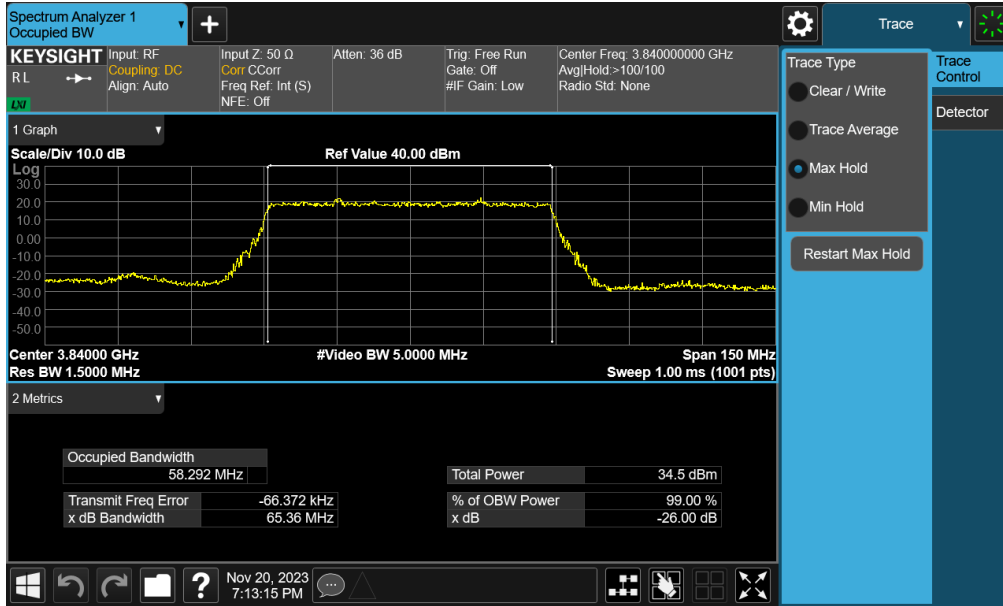 Spectrum Analyzer 1
Occupied BW
Trace
KEYSIGHT
RL
LXI
Input: RF
Coupling: DC
Align: Auto
Input Z: 50 Ω
Corr CCorr
Freq Ref: Int (S)
NFE: Off
Atten: 36 dB
Trig: Free Run
Gate: Off
#IF Gain: Low
Center Freq: 3.840000000 GHz
Avg|Hold:>100/100
Radio Std: None
Trace Type
Clear / Write
Trace Average
Max Hold
Min Hold
Restart Max Hold
Trace
Control
Detector
1 Graph
Scale/Div 10.0 dB
Ref Value 40.00 dBm
Log
30.0
20.0
10.0
0.00
-10.0
-20.0
-30.0
-40.0
-50.0
Center 3.84000 GHz
#Video BW 5.0000 MHz
Span 150 MHz
Res BW 1.5000 MHz
Sweep 1.00 ms (1001 pts)
2 Metrics
Occupied Bandwidth
58.292 MHz
Total Power 34.5 dBm
Transmit Freq Error -66.372 kHz
% of OBW Power 99.00 %
x dB Bandwidth 65.36 MHz
x dB -26.00 dB
?
Nov 20, 2023
7:13:15 PM